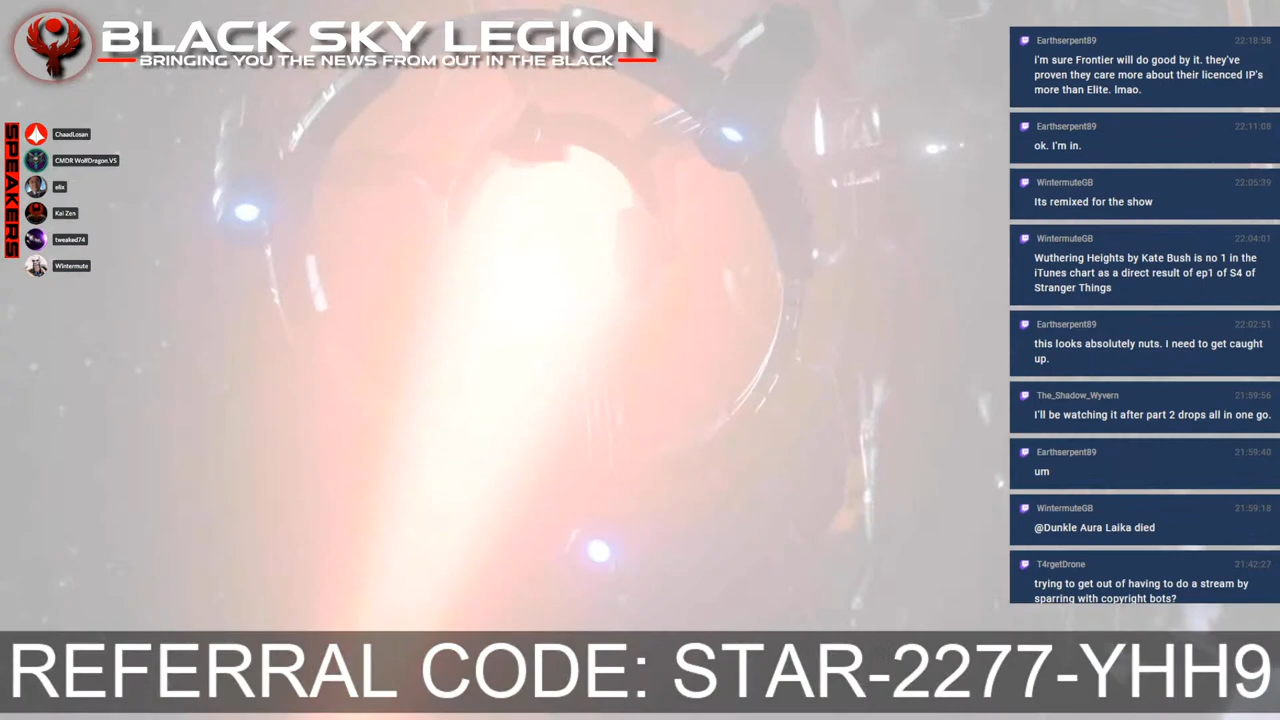 BLACK SKY LEGION
BRINGING YOU THE NEWS FROM OUT IN THE BLACK
SPEAKERS
ChaadLosan
CMDR WolfDragon.VS
elix
Kai Zen
tweaked74
Wintermute
Earthserpent89 22:18:58
i'm sure Frontier will do good by it. they've
proven they care more about their licenced IP's
more than Elite. lmao.
Earthserpent89 22:11:08
ok. I'm in.
WintermuteGB 22:05:39
Its remixed for the show
WintermuteGB 22:04:01
Wuthering Heights by Kate Bush is no 1 in the
iTunes chart as a direct result of ep1 of S4 of
Stranger Things
Earthserpent89 22:02:51
this looks absolutely nuts. I need to get caught
up.
The_Shadow_Wyvern 21:59:56
I'll be watching it after part 2 drops all in one go.
Earthserpent89 21:59:40
um
WintermuteGB 21:59:18
@Dunkle Aura Laika died
T4rgetDrone 21:42:27
trying to get out of having to do a stream by
sparring with copyright bots?
REFERRAL CODE: STAR-2277-YHH9